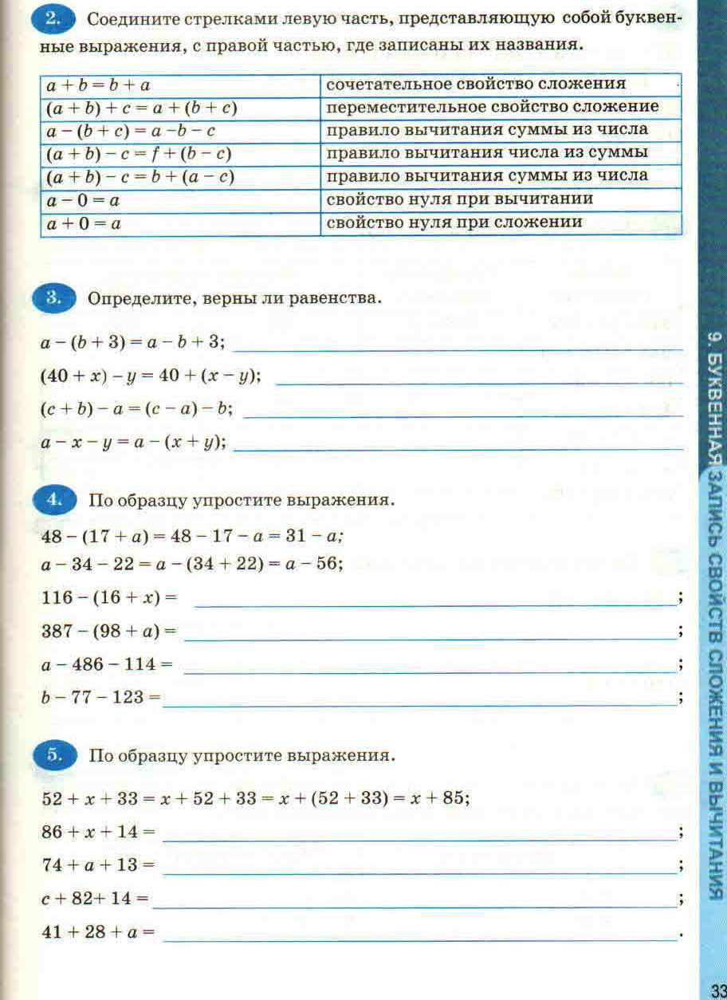 2. Соедините стрелками левую часть, представляющую собой буквен-
ные выражения, с правой частью, где записаны их названия.
a + b = b + a сочетательное свойство сложения
(a + b) + c = a + (b + c) переместительное свойство сложение
a − (b + c) = a −b − c правило вычитания суммы из числа
(a + b) − c = f + (b − c) правило вычитания числа из суммы
(a + b) − c = b + (a − c) правило вычитания суммы из числа
a − 0 = a свойство нуля при вычитании
a + 0 = a свойство нуля при сложении
3. Определите, верны ли равенства.
a − (b + 3) = a − b + 3;
(40 + x) − y = 40 + (x − y);
(c + b) − a = (c − a) − b;
a − x − y = a − (x + y);
4. По образцу упростите выражения.
48 − (17 + a) = 48 − 17 − a = 31 − a;
a − 34 − 22 = a − (34 + 22) = a − 56;
116 − (16 + x) = ;
387 − (98 + a) = ;
a − 486 − 114 = ;
b − 77 − 123 = ;
5. По образцу упростите выражения.
52 + x + 33 = x + 52 + 33 = x + (52 + 33) = x + 85;
86 + x + 14 = ;
74 + a + 13 = ;
c + 82+ 14 = ;
41 + 28 + a = .
9. БУКВЕННАЯ ЗАПИСЬ СВОЙСТВ СЛОЖЕНИЯ И ВЫЧИТАНИЯ
33